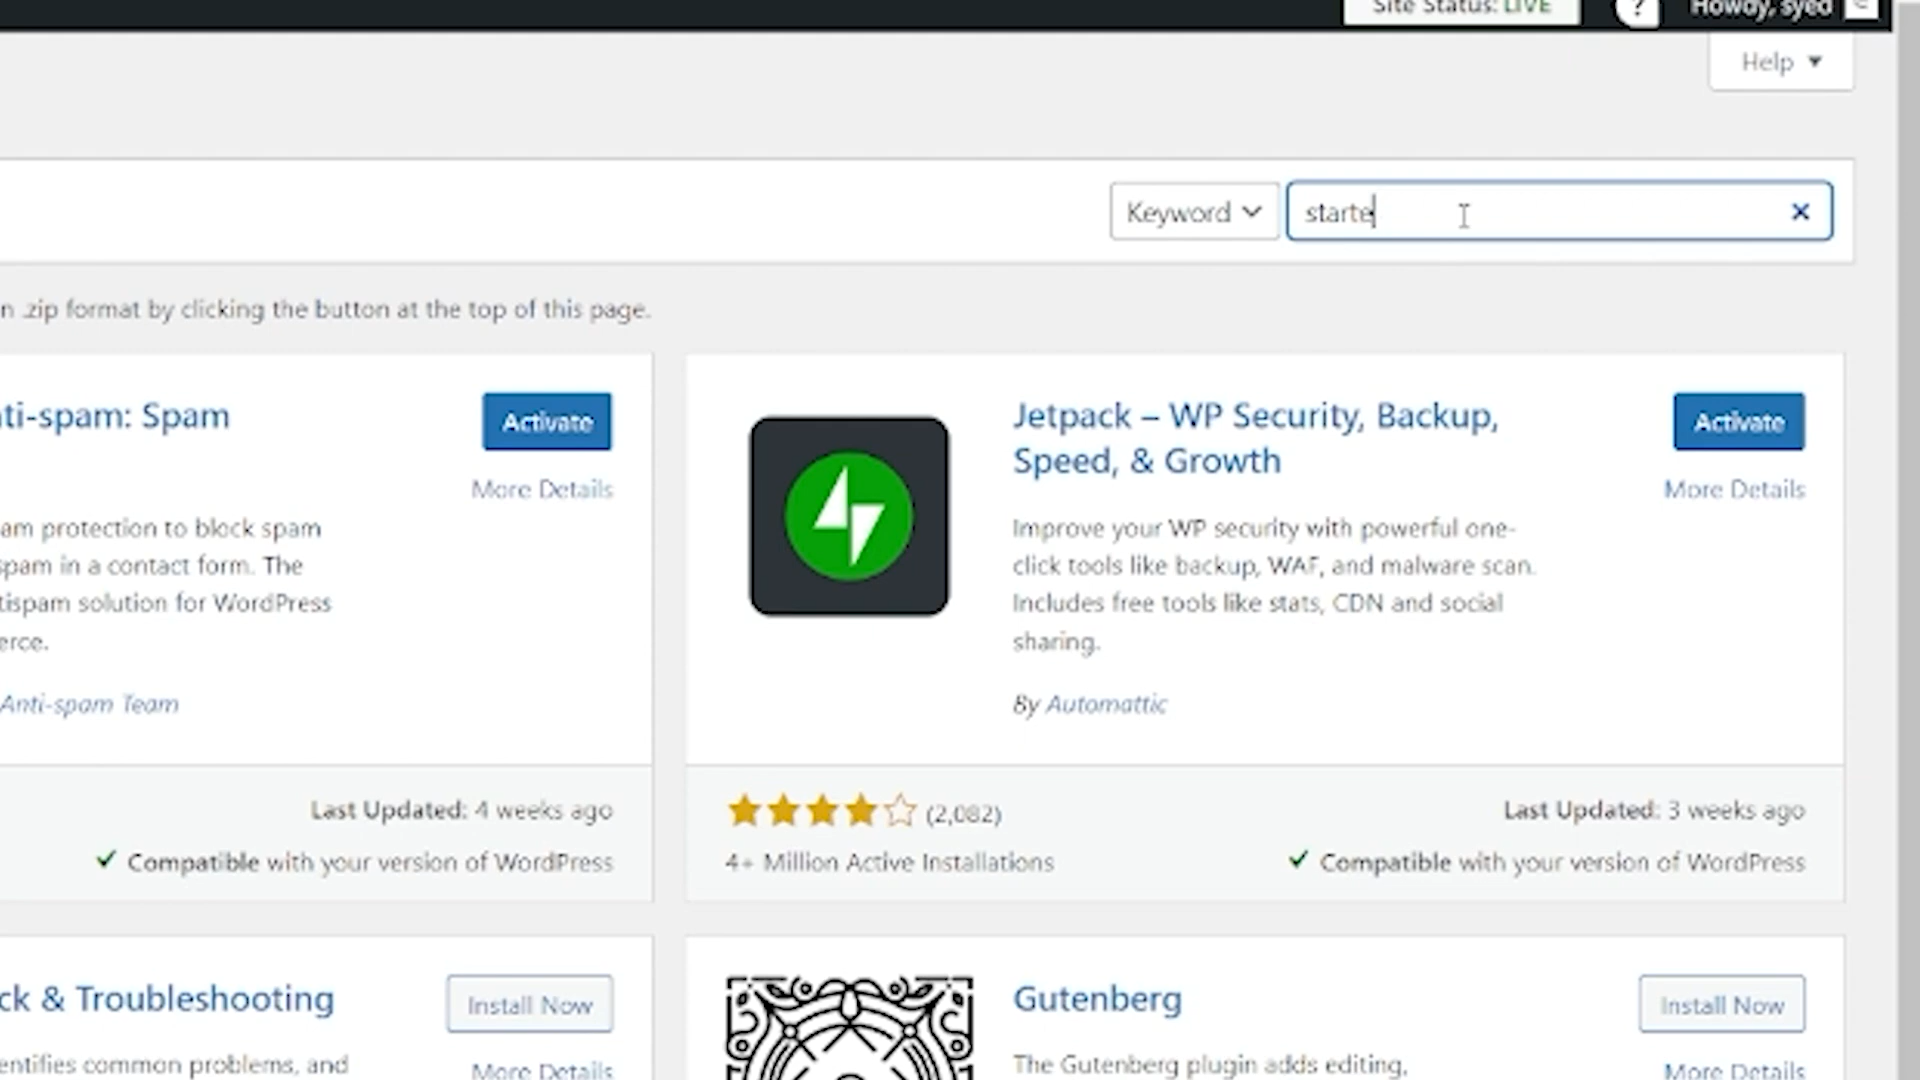 Site Status: LIVE
?
Howdy, syed
Help
Keyword
starte
n .zip format by clicking the button at the top of this page.
ti-spam: Spam
Activate
More Details
am protection to block spam
spam in a contact form. The
tispam solution for WordPress
erce.
Anti-spam Team
Last Updated: 4 weeks ago
Compatible with your version of WordPress
Jetpack – WP Security, Backup,
Speed, & Growth
Activate
More Details
Improve your WP security with powerful one-
click tools like backup, WAF, and malware scan.
Includes free tools like stats, CDN and social
sharing.
By Automattic
(2,082)
Last Updated: 3 weeks ago
4+ Million Active Installations
Compatible with your version of WordPress
ck & Troubleshooting
Install Now
entifies common problems, and
More Details
Gutenberg
Install Now
The Gutenberg plugin adds editing,
More Details